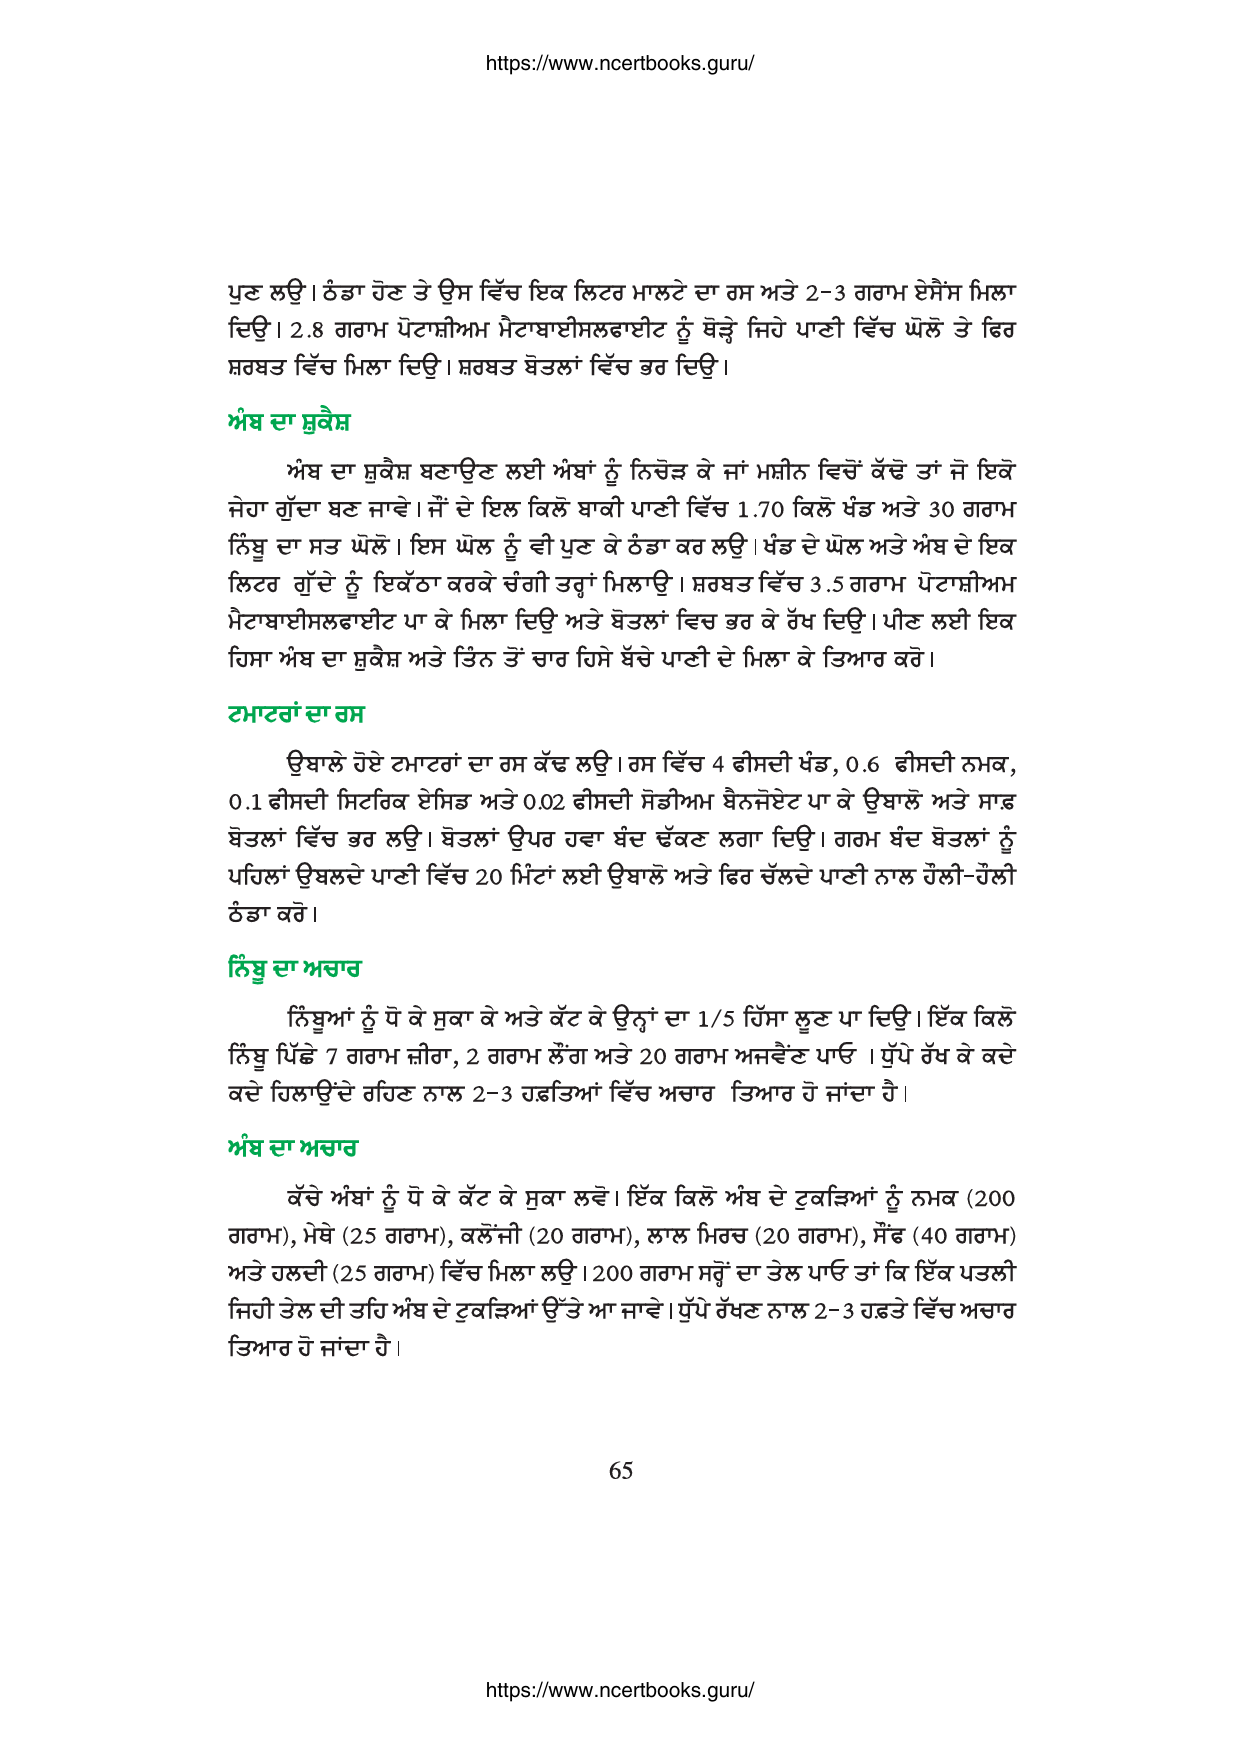 https://www.ncertbooks.guru/
ਪੁਣ ਲਉ। ਠੰਡਾ ਹੋਣ ਤੇ ਉਸ ਵਿੱਚ ਇਕ ਲਿਟਰ ਮਾਲਟੇ ਦਾ ਰਸ ਅਤੇ 2-3 ਗਰਾਮ ਏਸੈਂਸ ਮਿਲਾ
ਦਿਉ। 2.8 ਗਰਾਮ ਪੋਟਾਸ਼ੀਅਮ ਮੈਟਾਬਾਈਸਲਫਾਈਟ ਨੂੰ ਥੋੜ੍ਹੇ ਜਿਹੇ ਪਾਣੀ ਵਿੱਚ ਘੋਲੋ ਤੇ ਫਿਰ
ਸ਼ਰਬਤ ਵਿੱਚ ਮਿਲਾ ਦਿਉ। ਸ਼ਰਬਤ ਬੋਤਲਾਂ ਵਿੱਚ ਭਰ ਦਿਉ।
ਅੰਬ ਦਾ ਸ਼ੁਕੈਸ਼
ਅੰਬ ਦਾ ਸ਼ੁਕੈਸ਼ ਬਣਾਉਣ ਲਈ ਅੰਬਾਂ ਨੂੰ ਨਿਚੋੜ ਕੇ ਜਾਂ ਮਸ਼ੀਨ ਵਿਚੋਂ ਕੱਢੋ ਤਾਂ ਜੋ ਇਕੋ
ਜੇਹਾ ਗੁੱਦਾ ਬਣ ਜਾਵੇ। ਜੌਂ ਦੇ ਇਲ ਕਿਲੋ ਬਾਕੀ ਪਾਣੀ ਵਿੱਚ 1.70 ਕਿਲੋ ਖੰਡ ਅਤੇ 30 ਗਰਾਮ
ਨਿੰਬੂ ਦਾ ਸਤ ਘੋਲੋ। ਇਸ ਘੋਲ ਨੂੰ ਵੀ ਪੁਣ ਕੇ ਠੰਡਾ ਕਰ ਲਉ। ਖੰਡ ਦੇ ਘੋਲ ਅਤੇ ਅੰਬ ਦੇ ਇਕ
ਲਿਟਰ ਗੁੱਦੇ ਨੂੰ ਇਕੱਠਾ ਕਰਕੇ ਚੰਗੀ ਤਰ੍ਹਾਂ ਮਿਲਾਉ। ਸ਼ਰਬਤ ਵਿੱਚ 3.5 ਗਰਾਮ ਪੋਟਾਸ਼ੀਅਮ
ਮੈਟਾਬਾਈਸਲਫਾਈਟ ਪਾ ਕੇ ਮਿਲਾ ਦਿਉ ਅਤੇ ਬੋਤਲਾਂ ਵਿਚ ਭਰ ਕੇ ਰੱਖ ਦਿਉ। ਪੀਣ ਲਈ ਇਕ
ਹਿਸਾ ਅੰਬ ਦਾ ਸ਼ੁਕੈਸ਼ ਅਤੇ ਤਿੰਨ ਤੋਂ ਚਾਰ ਹਿਸੇ ਬੱਚੇ ਪਾਣੀ ਦੇ ਮਿਲਾ ਕੇ ਤਿਆਰ ਕਰੋ।
ਟਮਾਟਰਾਂ ਦਾ ਰਸ
ਉਬਾਲੇ ਹੋਏ ਟਮਾਟਰਾਂ ਦਾ ਰਸ ਕੱਢ ਲਉ। ਰਸ ਵਿੱਚ 4 ਫੀਸਦੀ ਖੰਡ, 0.6 ਫੀਸਦੀ ਨਮਕ,
0.1 ਫੀਸਦੀ ਸਿਟਰਿਕ ਏਸਿਡ ਅਤੇ 0.02 ਫੀਸਦੀ ਸੋਡੀਅਮ ਬੈਨਜੋਏਟ ਪਾ ਕੇ ਉਬਾਲੋ ਅਤੇ ਸਾਫ਼
ਬੋਤਲਾਂ ਵਿੱਚ ਭਰ ਲਉ। ਬੋਤਲਾਂ ਉਪਰ ਹਵਾ ਬੰਦ ਢੱਕਣ ਲਗਾ ਦਿਉ। ਗਰਮ ਬੰਦ ਬੋਤਲਾਂ ਨੂੰ
ਪਹਿਲਾਂ ਉਬਲਦੇ ਪਾਣੀ ਵਿੱਚ 20 ਮਿੰਟਾਂ ਲਈ ਉਬਾਲੋ ਅਤੇ ਫਿਰ ਚੱਲਦੇ ਪਾਣੀ ਨਾਲ ਹੌਲੀ-ਹੌਲੀ
ਠੰਡਾ ਕਰੋ।
ਨਿੰਬੂ ਦਾ ਅਚਾਰ
ਨਿੰਬੂਆਂ ਨੂੰ ਧੋ ਕੇ ਸੁਕਾ ਕੇ ਅਤੇ ਕੱਟ ਕੇ ਉਨ੍ਹਾਂ ਦਾ 1/5 ਹਿੱਸਾ ਲੂਣ ਪਾ ਦਿਉ। ਇੱਕ ਕਿਲੋ
ਨਿੰਬੂ ਪਿੱਛੇ 7 ਗਰਾਮ ਜ਼ੀਰਾ, 2 ਗਰਾਮ ਲੌਂਗ ਅਤੇ 20 ਗਰਾਮ ਅਜਵੈਂਣ ਪਾਓ । ਧੁੱਪੇ ਰੱਖ ਕੇ ਕਦੇ
ਕਦੇ ਹਿਲਾਉਂਦੇ ਰਹਿਣ ਨਾਲ 2-3 ਹਫ਼ਤਿਆਂ ਵਿੱਚ ਅਚਾਰ ਤਿਆਰ ਹੋ ਜਾਂਦਾ ਹੈ।
ਅੰਬ ਦਾ ਅਚਾਰ
ਕੱਚੇ ਅੰਬਾਂ ਨੂੰ ਧੋ ਕੇ ਕੱਟ ਕੇ ਸੁਕਾ ਲਵੋ। ਇੱਕ ਕਿਲੋ ਅੰਬ ਦੇ ਟੁਕੜਿਆਂ ਨੂੰ ਨਮਕ (200
ਗਰਾਮ), ਮੇਥੇ (25 ਗਰਾਮ), ਕਲੌਂਜੀ (20 ਗਰਾਮ), ਲਾਲ ਮਿਰਚ (20 ਗਰਾਮ), ਸੌਂਫ (40 ਗਰਾਮ)
ਅਤੇ ਹਲਦੀ (25 ਗਰਾਮ) ਵਿੱਚ ਮਿਲਾ ਲਉ। 200 ਗਰਾਮ ਸਰ੍ਹੋਂ ਦਾ ਤੇਲ ਪਾਓ ਤਾਂ ਕਿ ਇੱਕ ਪਤਲੀ
ਜਿਹੀ ਤੇਲ ਦੀ ਤਹਿ ਅੰਬ ਦੇ ਟੁਕੜਿਆਂ ਉੱਤੇ ਆ ਜਾਵੇ। ਧੁੱਪੇ ਰੱਖਣ ਨਾਲ 2-3 ਹਫ਼ਤੇ ਵਿੱਚ ਅਚਾਰ
ਤਿਆਰ ਹੋ ਜਾਂਦਾ ਹੈ।
65
https://www.ncertbooks.guru/